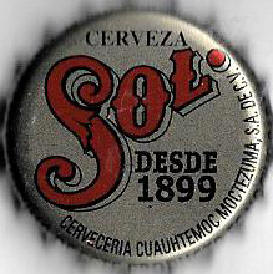 CERVEZA
SOL
DESDE
1899
CERVECERIA CUAUHTEMOC MOCTEZUMA, S.A. DE C.V.